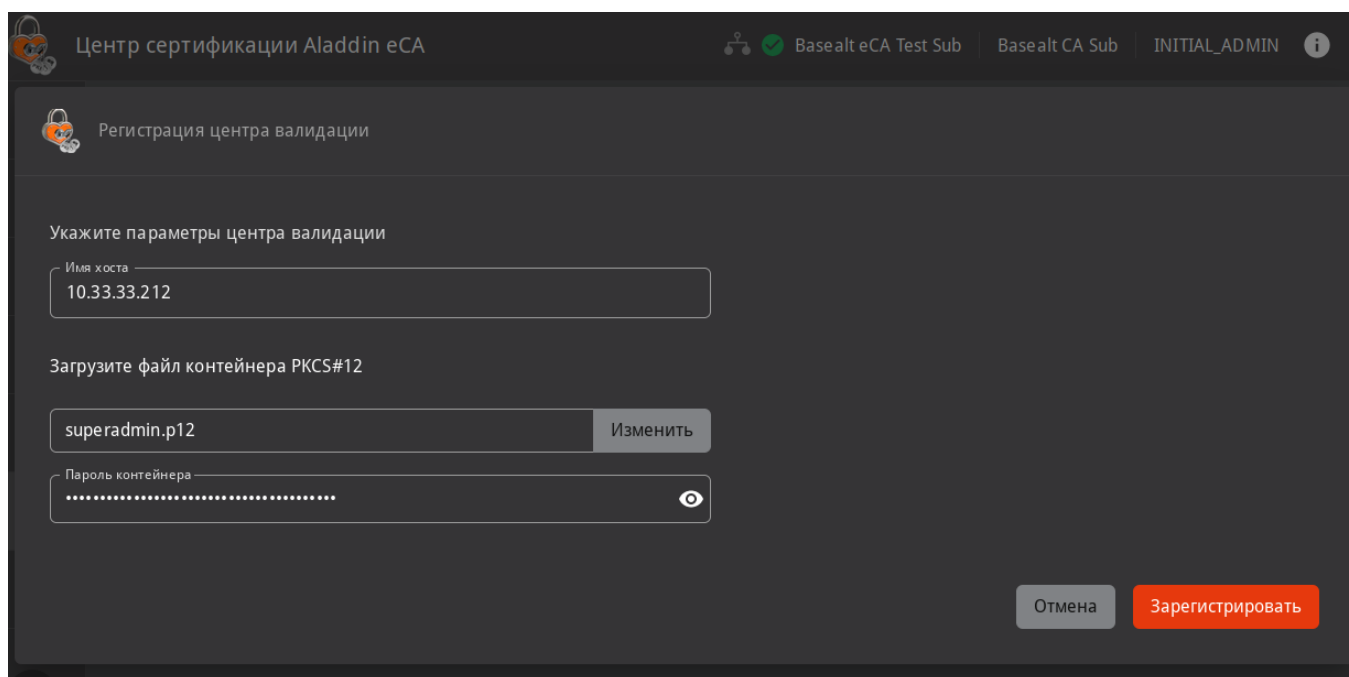 Центр сертификации Aladdin eCA
Basealt eCA Test Sub
Basealt CA Sub
INITIAL_ADMIN
Регистрация центра валидации
Укажите параметры центра валидации
Имя хоста
10.33.33.212
Загрузите файл контейнера PKCS#12
superadmin.p12
Изменить
Пароль контейнера
••••••••••••••••••••••••••••••••••••••••
Отмена
Зарегистрировать